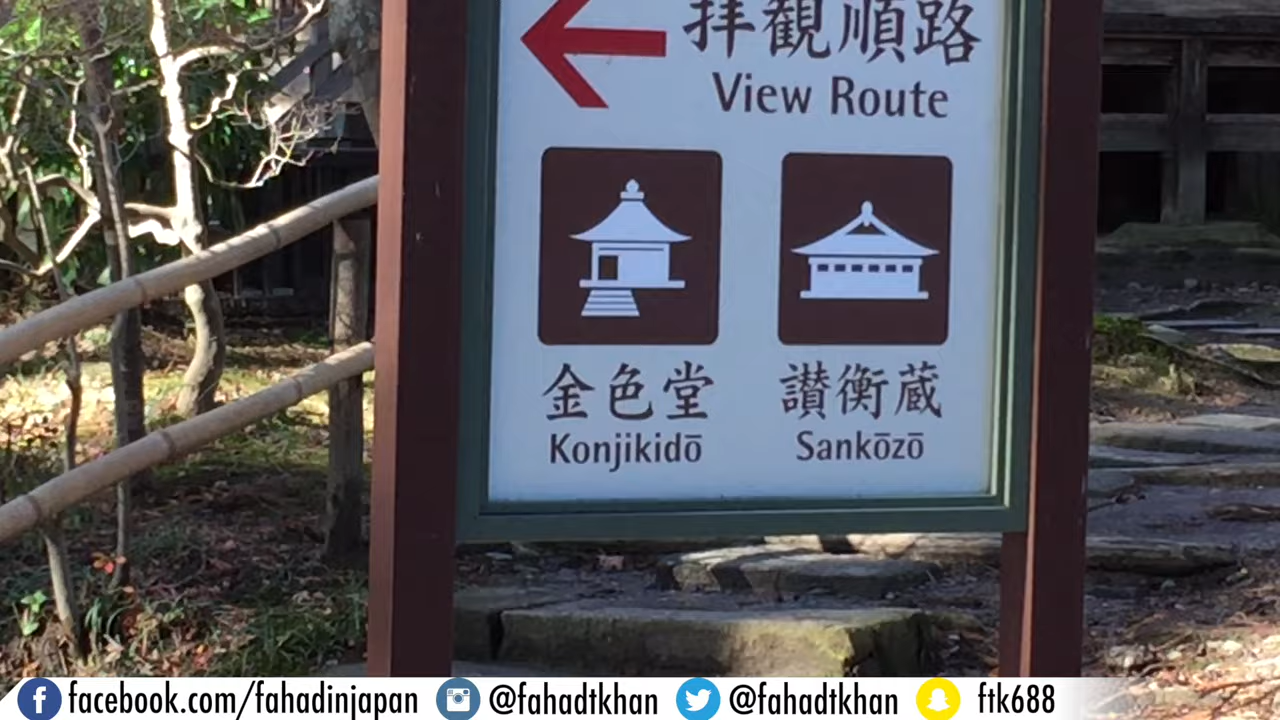 拝観順路
View Route
金色堂
Konjikidō
讃衡蔵
Sankōzō
facebook.com/fahadinjapan @fahadtkhan @fahadtkhan ftk688